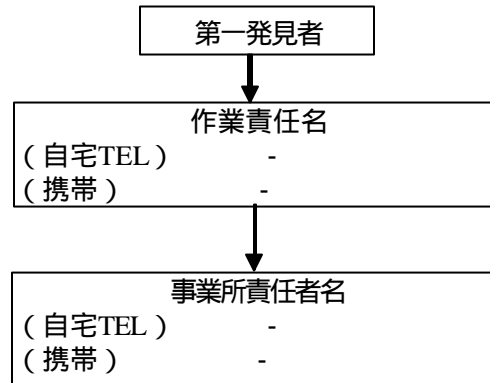 第一発見者
作業責任名
（自宅TEL）　　　-
（携帯）　　　-
事業所責任者名
（自宅TEL）　　　-
（携帯）　　　-